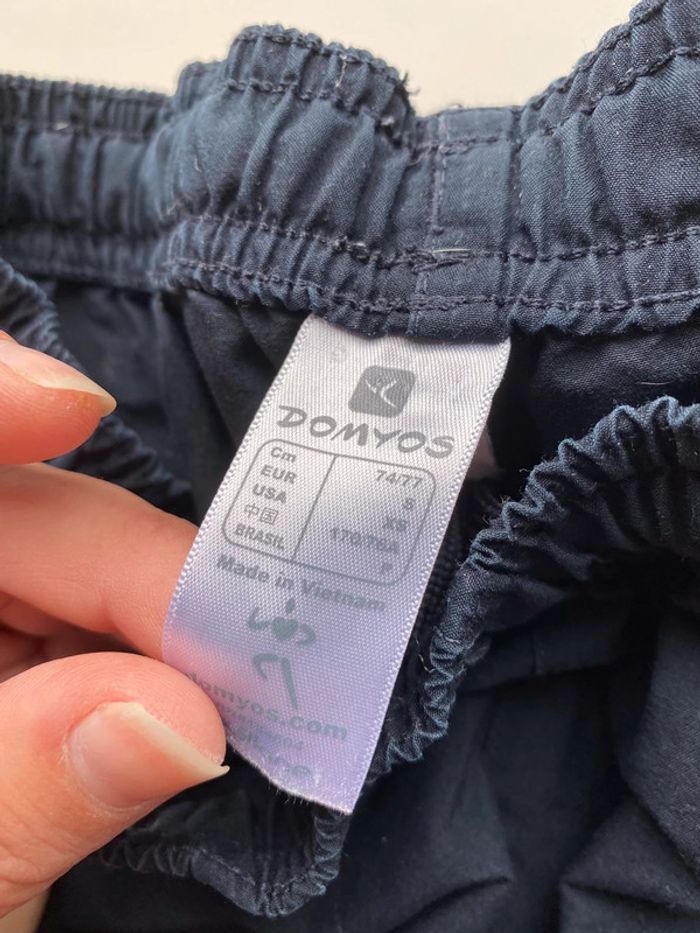 DOMYOS
Cm 74/77
EUR S
USA XS
中国 170/76A
BRASIL P
Made in Vietnam
domyos.com